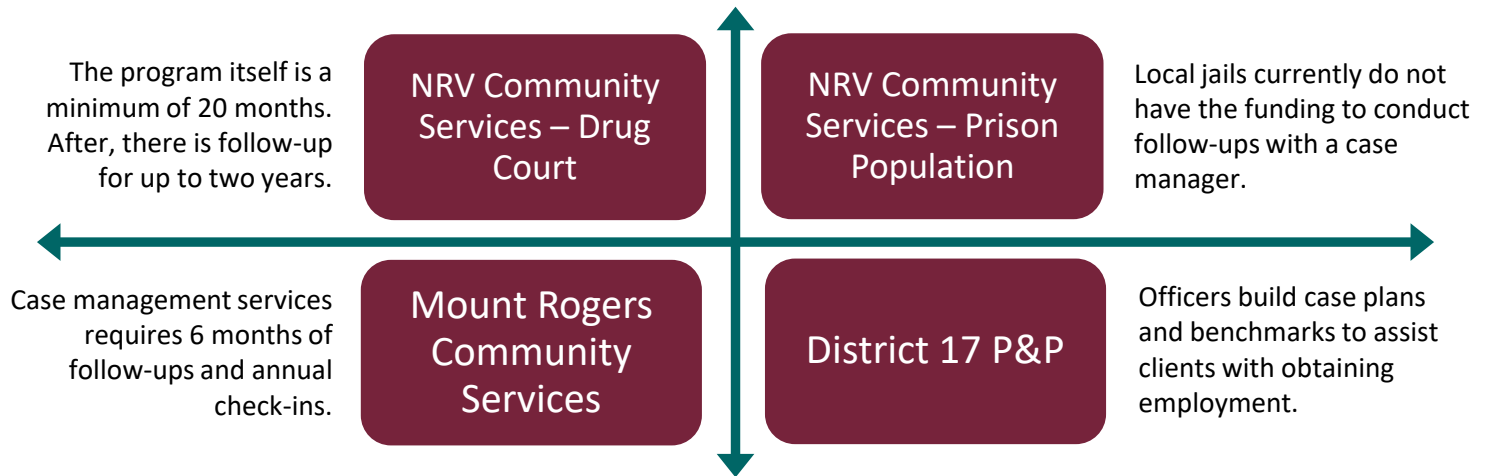 The program itself is a
minimum of 20 months.
After, there is follow-up
for up to two years.
NRV Community
Services – Drug
Court
NRV Community
Services – Prison
Population
Local jails currently do not
have the funding to conduct
follow-ups with a case
manager.
Case management services
requires 6 months of
follow-ups and annual
check-ins.
Mount Rogers
Community
Services
District 17 P&P
Officers build case plans
and benchmarks to assist
clients with obtaining
employment.